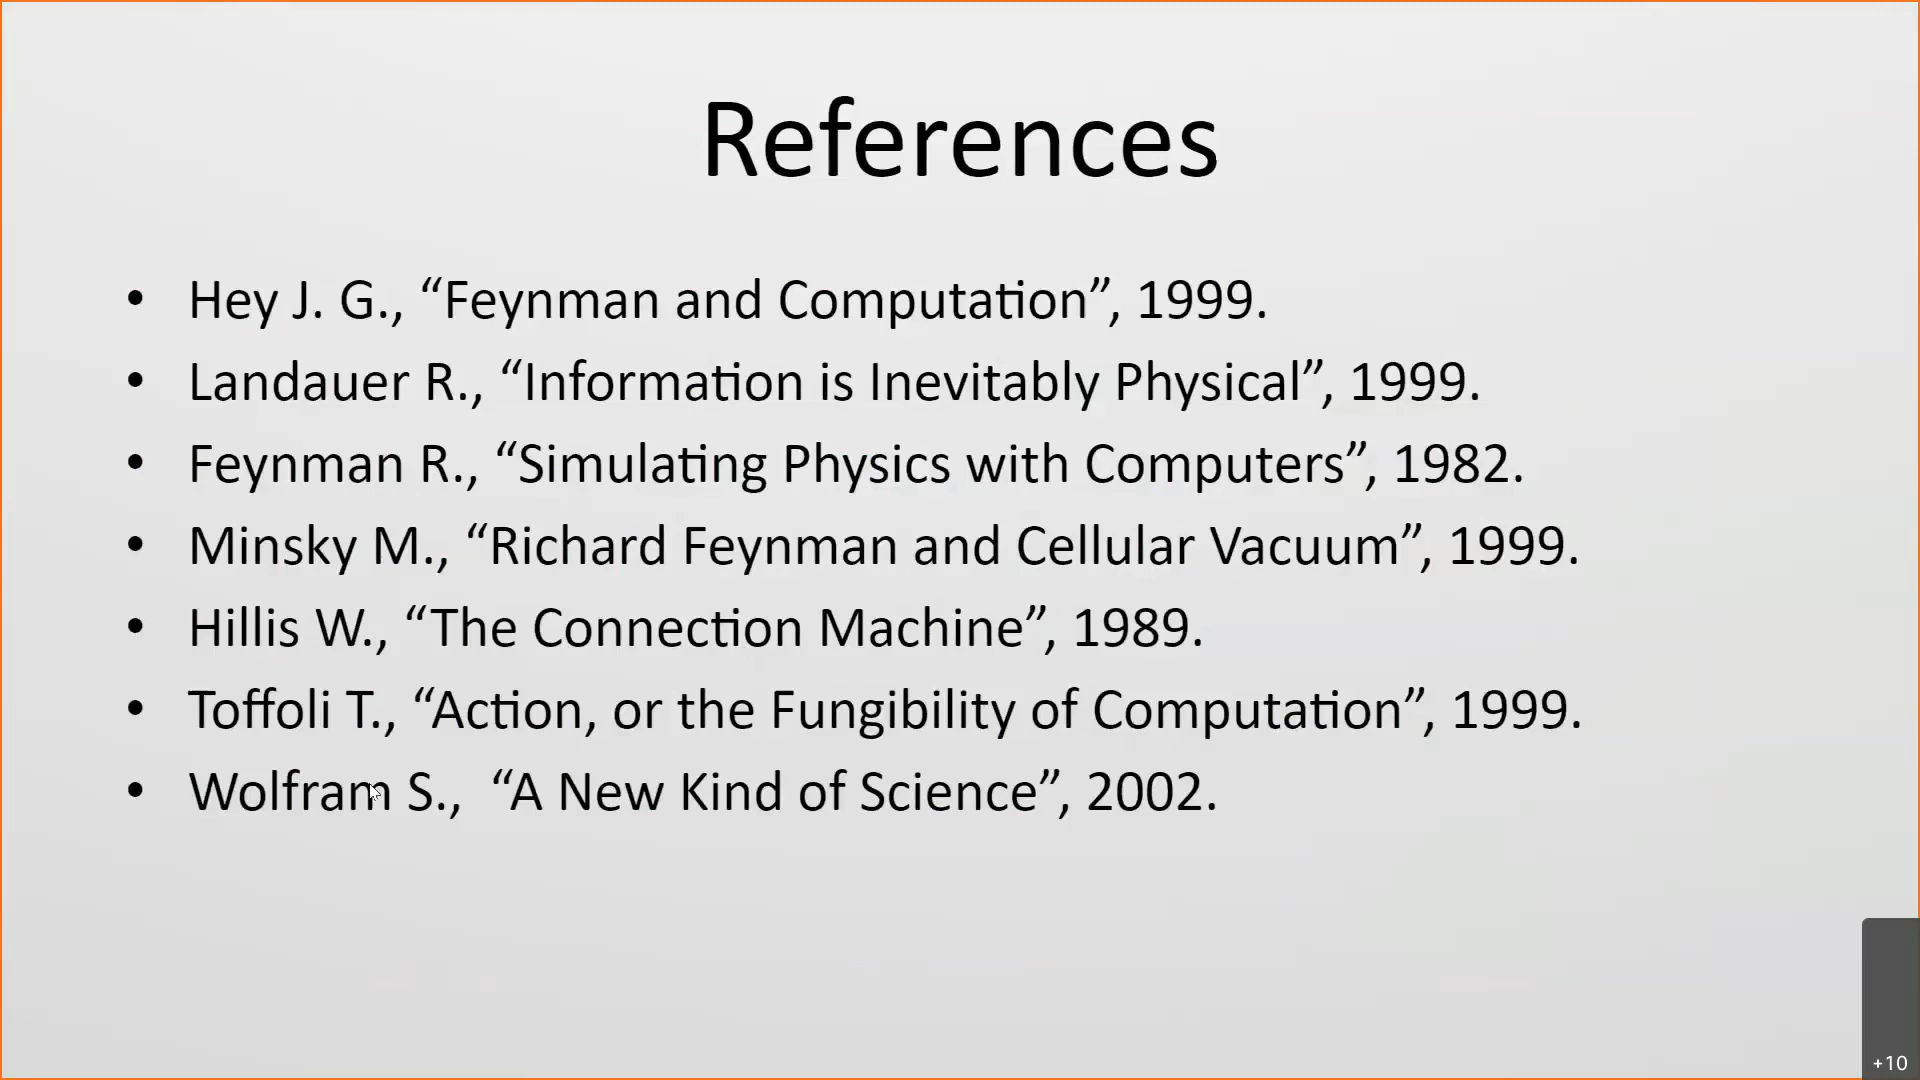 References
• Hey J. G., “Feynman and Computation”, 1999.
• Landauer R., “Information is Inevitably Physical”, 1999.
• Feynman R., “Simulating Physics with Computers”, 1982.
• Minsky M., “Richard Feynman and Cellular Vacuum”, 1999.
• Hillis W., “The Connection Machine”, 1989.
• Toffoli T., “Action, or the Fungibility of Computation”, 1999.
• Wolfram S., “A New Kind of Science”, 2002.
+10